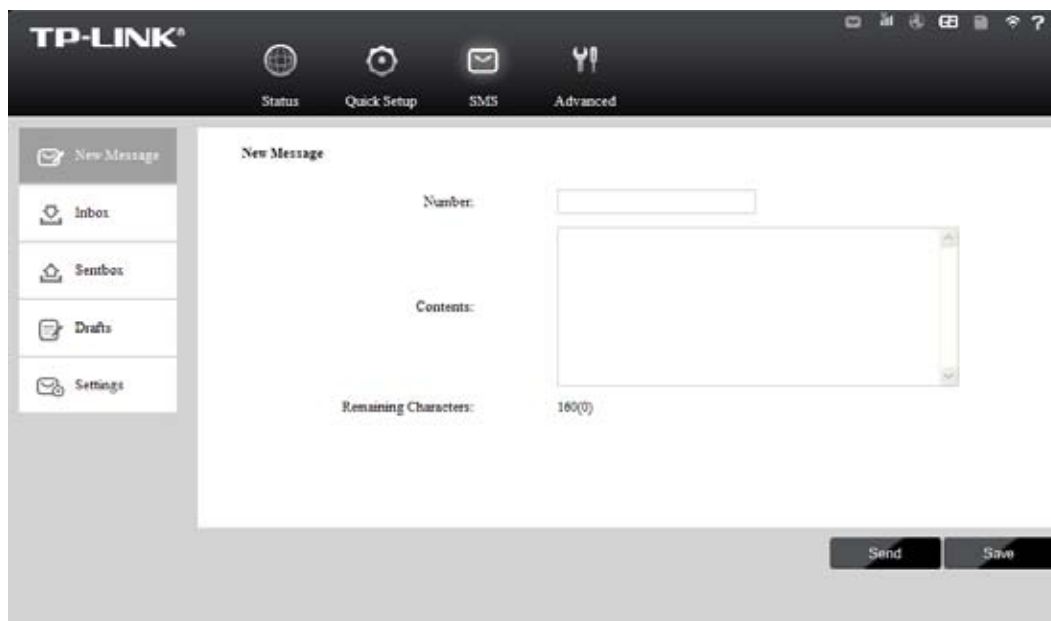 TP-LINK®
Status Quick Setup SMS Advanced
New Message
Inbox
Sentbox
Drafts
Settings
New Message
Number:
Contents:
Remaining Characters: 160(0)
Send Save